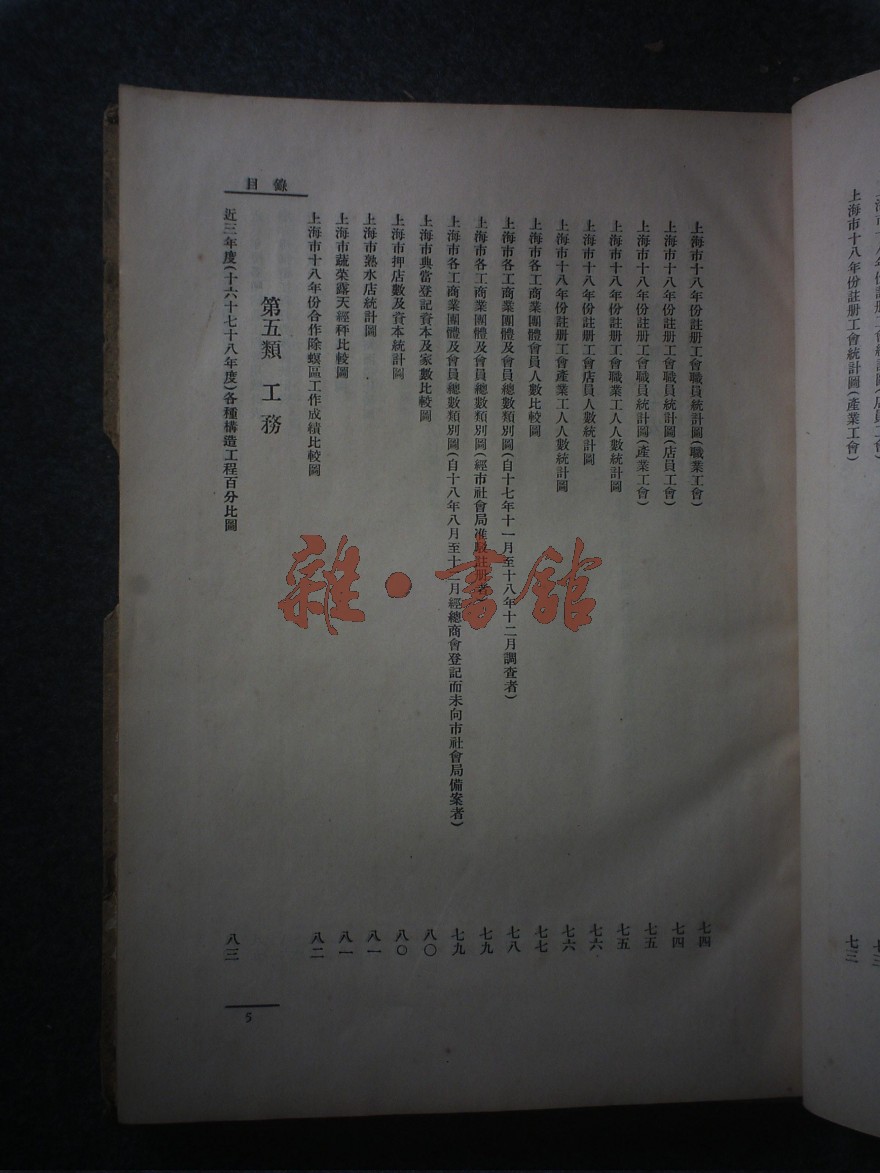 上海市十八年份註册工會統計圖(產業工會) 七三
上海市十八年份註册工會職員統計圖(職業工會) 七四
上海市十八年份註册工會職員統計圖(店員工會) 七四
上海市十八年份註册工會職員統計圖(產業工會) 七五
上海市十八年份註册工會職業工人人數統計圖 七五
上海市十八年份註册工會店員人數統計圖 七六
上海市十八年份註册工會產業工人人數統計圖 七六
上海市各工商業團體會員人數比較圖 七七
上海市各工商業團體及會員總數類別圖(自十七年十一月至十八年十二月調查者) 七八
上海市各工商業團體及會員總數類別圖(經市社會局准駁註册者) 七九
上海市各工商業團體及會員總數類別圖(自十八年八月至十二月經總商會登記而未向市社會局備案者) 七九
上海市典當登記資本及家數比較圖 八〇
上海市押店數及資本統計圖 八〇
上海市熟水店統計圖 八一
上海市蔬菜露天經秤比較圖 八一
上海市十八年份合作除螟區工作成績比較圖 八二
第五類 工務
近三年度(十六十七十八年度)各種構造工程百分比圖 八三
目錄
5
雜·書館